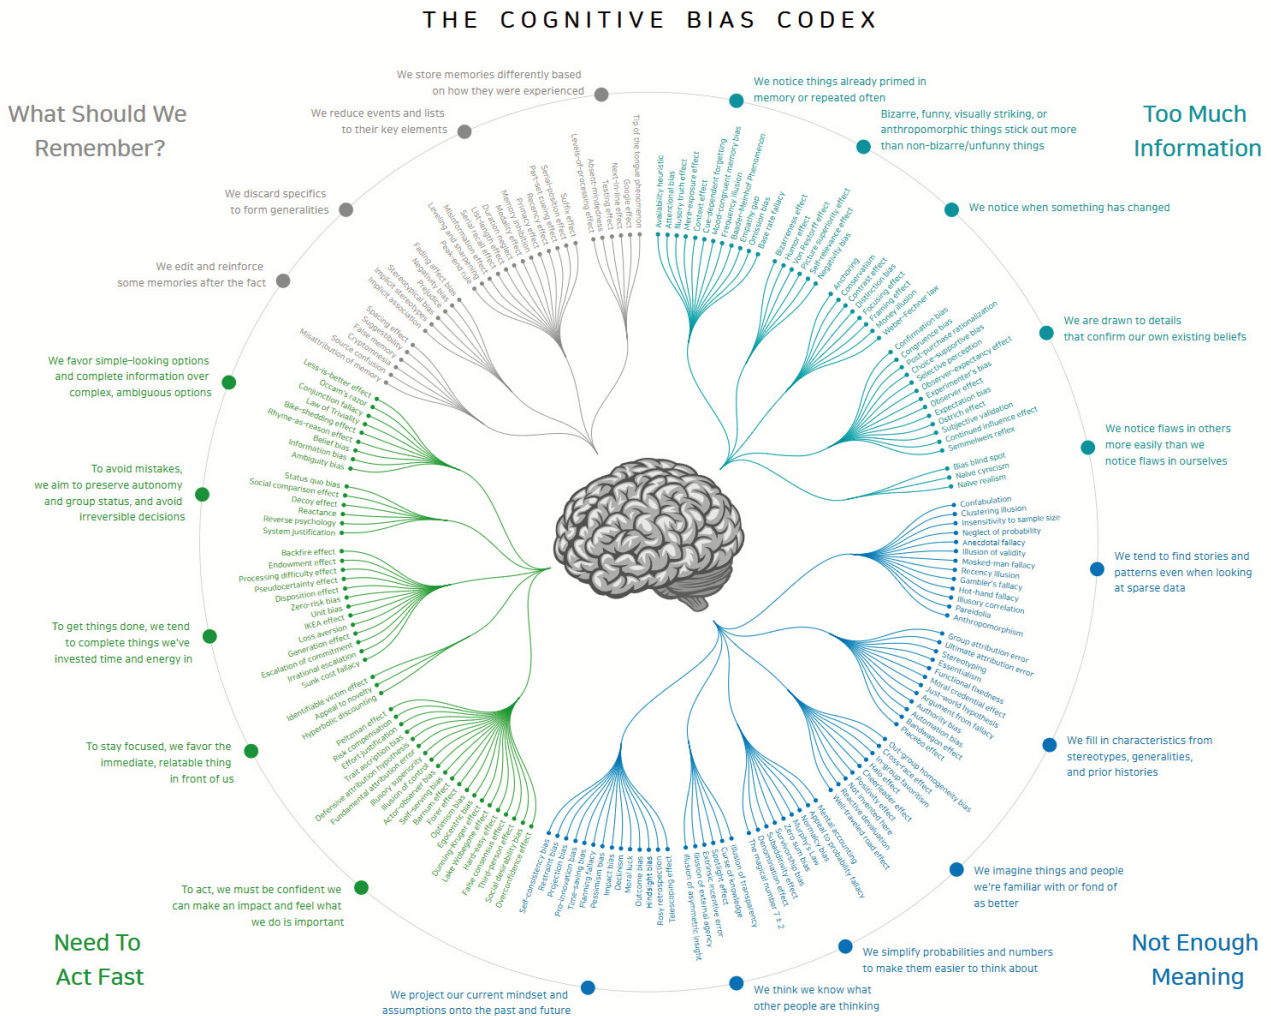 THE COGNITIVE BIAS CODEX
What Should We
Remember?
We store memories differently based
on how they were experienced
We reduce events and lists
to their key elements
We discard specifics
to form generalities
We edit and reinforce
some memories after the fact
Tip of the tongue phenomenon
Google effect
Next-in-line effect
Testing effect
Absent-mindedness
Levels-of-processing effect
Suffix effect
Serial-position effect
Part-set cueing effect
Recency effect
Primacy effect
Memory inhibition
Modality effect
Duration neglect
List-length effect
Serial recall effect
Misinformation effect
Leveling and sharpening
Peak-end rule
Fading affect bias
Negativity bias
Prejudice
Stereotypical bias
Implicit stereotypes
Implicit association
Spacing effect
Suggestibility
False memory
Cryptomnesia
Source confusion
Misattribution of memory
Too Much
Information
We notice things already primed in
memory or repeated often
Bizarre, funny, visually striking, or
anthropomorphic things stick out more
than non-bizarre/unfunny things
We notice when something has changed
We are drawn to details
that confirm our own existing beliefs
We notice flaws in others
more easily than we
notice flaws in ourselves
Availability heuristic
Attentional bias
Illusory truth effect
Mere-exposure effect
Context effect
Cue-dependent forgetting
Mood-congruent memory bias
Frequency illusion
Baader-Meinhof Phenomenon
Empathy gap
Omission bias
Base rate fallacy
Bizarreness effect
Humor effect
Von Restorff effect
Picture superiority effect
Self-relevance effect
Negativity bias
Anchoring
Conservatism
Contrast effect
Distinction bias
Focusing effect
Framing effect
Money illusion
Weber-Fechner law
Confirmation bias
Congruence bias
Post-purchase rationalization
Choice-supportive bias
Selective perception
Observer-expectancy effect
Experimenter's bias
Observer effect
Expectation bias
Ostrich effect
Subjective validation
Continued influence effect
Semmelweis reflex
Bias blind spot
Naïve cynicism
Naïve realism
We tend to find stories and
patterns even when looking
at sparse data
We fill in characteristics from
stereotypes, generalities,
and prior histories
We imagine things and people
we're familiar with or fond of
as better
We simplify probabilities and numbers
to make them easier to think about
We think we know what
other people are thinking
We project our current mindset and
assumptions onto the past and future
Not Enough
Meaning
Confabulation
Clustering illusion
Insensitivity to sample size
Neglect of probability
Anecdotal fallacy
Illusion of validity
Masked-man fallacy
Recency illusion
Gambler's fallacy
Hot-hand fallacy
Illusory correlation
Pareidolia
Anthropomorphism
Group attribution error
Ultimate attribution error
Stereotyping
Essentialism
Functional fixedness
Moral credential effect
Just-world hypothesis
Argument from fallacy
Authority bias
Automation bias
Bandwagon effect
Placebo effect
Out-group homogeneity bias
Cross-race effect
In-group favoritism
Halo effect
Cheerleader effect
Positivity effect
Not invented here
Reactive devaluation
Well-traveled road effect
Mental accounting
Appeal to probability fallacy
Normalcy bias
Murphy's Law
Zero sum bias
Survivorship bias
Subadditivity effect
Denomination effect
The magical number 7 ± 2
Illusion of transparency
Curse of knowledge
Spotlight effect
Extrinsic incentive error
Illusion of external agency
Illusion of asymmetric insight
Telescoping effect
Rosy retrospection
Hindsight bias
Outcome bias
Moral luck
Declinism
Impact bias
Pessimism bias
Planning fallacy
Time-saving bias
Pro-innovation bias
Projection bias
Restraint bias
Self-consistency bias
We favor simple-looking options
and complete information over
complex, ambiguous options
To avoid mistakes,
we aim to preserve autonomy
and group status, and avoid
irreversible decisions
To get things done, we tend
to complete things we've
invested time and energy in
To stay focused, we favor the
immediate, relatable thing
in front of us
To act, we must be confident we
can make an impact and feel what
we do is important
Need To
Act Fast
Less-is-better effect
Occam's razor
Conjunction fallacy
Law of Triviality
Bike-shedding effect
Rhyme-as-reason effect
Belief bias
Information bias
Ambiguity bias
Status quo bias
Social comparison effect
Decoy effect
Reactance
Reverse psychology
System justification
Backfire effect
Endowment effect
Processing difficulty effect
Pseudocertainty effect
Disposition effect
Zero-risk bias
Unit bias
IKEA effect
Loss aversion
Generation effect
Escalation of commitment
Irrational escalation
Sunk cost fallacy
Identifiable victim effect
Appeal to novelty
Hyperbolic discounting
Peltzman effect
Risk compensation
Effort justification
Trait ascription bias
Defensive attribution hypothesis
Fundamental attribution error
Illusory superiority
Illusion of control
Actor-observer bias
Self-serving bias
Barnum effect
Forer effect
Optimism bias
Egocentric bias
Dunning-Kruger effect
Lake Wobegone effect
Hard-easy effect
False consensus effect
Third-person effect
Social desirability bias
Overconfidence effect